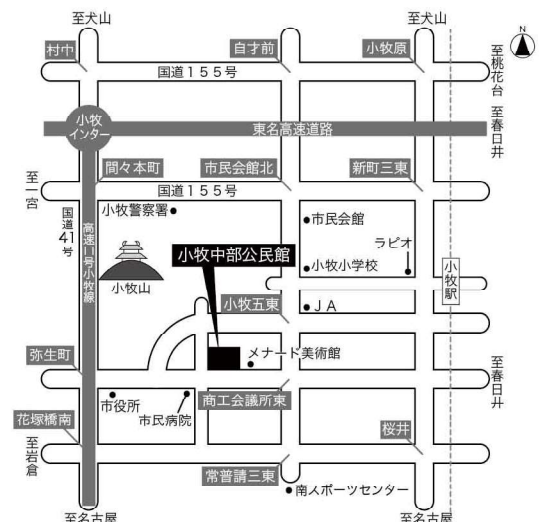 至犬山
至犬山
N
村中
自才前
小牧原
国道155号
至桃花台
至春日井
小牧
インター
東名高速道路
間々本町
市民会館北
新町三東
至一宮
国道155号
国道41号
高速11号小牧線
小牧警察署
市民会館
ラピオ
小牧中部公民館
小牧小学校
小牧駅
小牧山
小牧五東
JA
弥生町
メナード美術館
至春日井
市役所
市民病院
商工会議所東
花塚橋南
桜井
至岩倉
常普請三東
南スポーツセンター
至名古屋
至名古屋